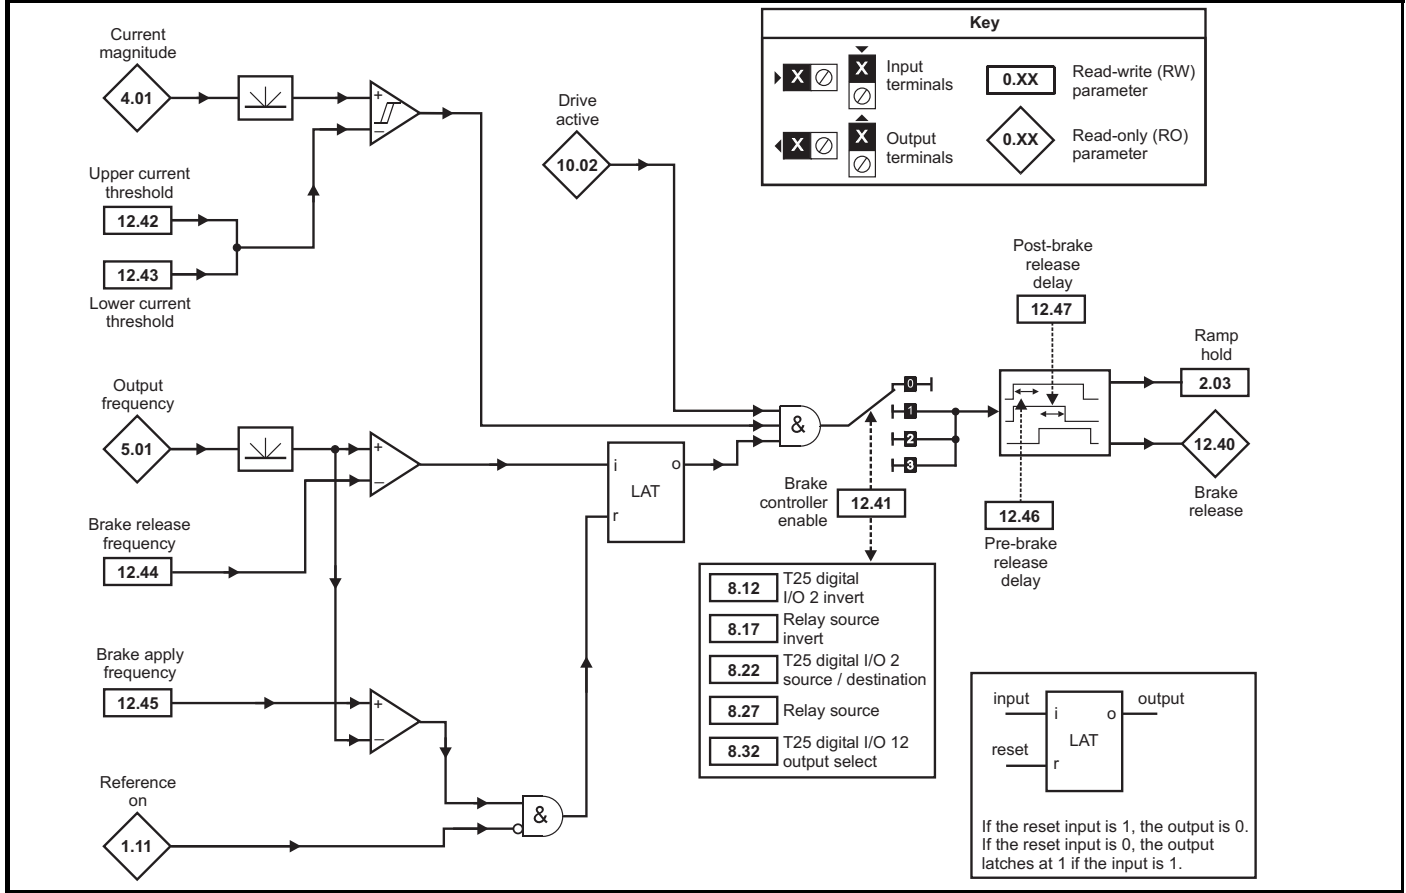 Current
magnitude
4.01
+
–
Upper current
threshold
12.42
12.43
Lower current
threshold
Drive
active
10.02
Key
X
X
Input
terminals
X
X
Output
terminals
0.XX
Read-write (RW)
parameter
0.XX
Read-only (RO)
parameter
Output
frequency
5.01
+
–
Brake release
frequency
12.44
i
o
LAT
r
&
0
1
2
3
Brake
controller
enable
12.41
Post-brake
release
delay
12.47
12.46
Pre-brake
release
delay
Ramp
hold
2.03
12.40
Brake
release
Brake apply
frequency
12.45
+
–
Reference
on
1.11
&
8.12
T25 digital
I/O 2 invert
8.17
Relay source
invert
8.22
T25 digital I/O 2
source / destination
8.27
Relay source
8.32
T25 digital I/O 12
output select
input
i
o
output
LAT
reset
r
If the reset input is 1, the output is 0.
If the reset input is 0, the output
latches at 1 if the input is 1.